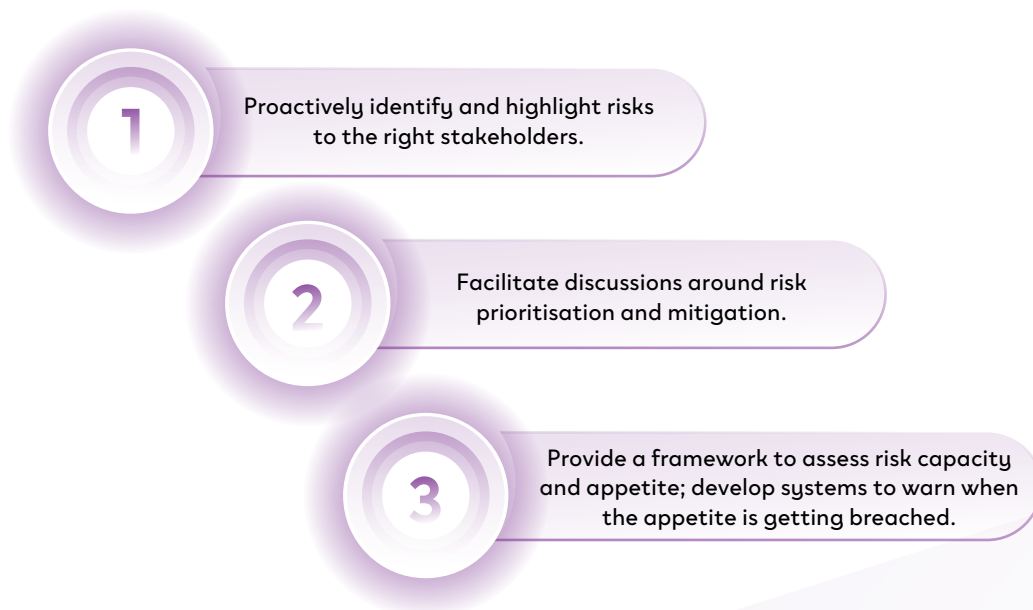 1
Proactively identify and highlight risks
to the right stakeholders.
2
Facilitate discussions around risk
prioritisation and mitigation.
3
Provide a framework to assess risk capacity
and appetite; develop systems to warn when
the appetite is getting breached.